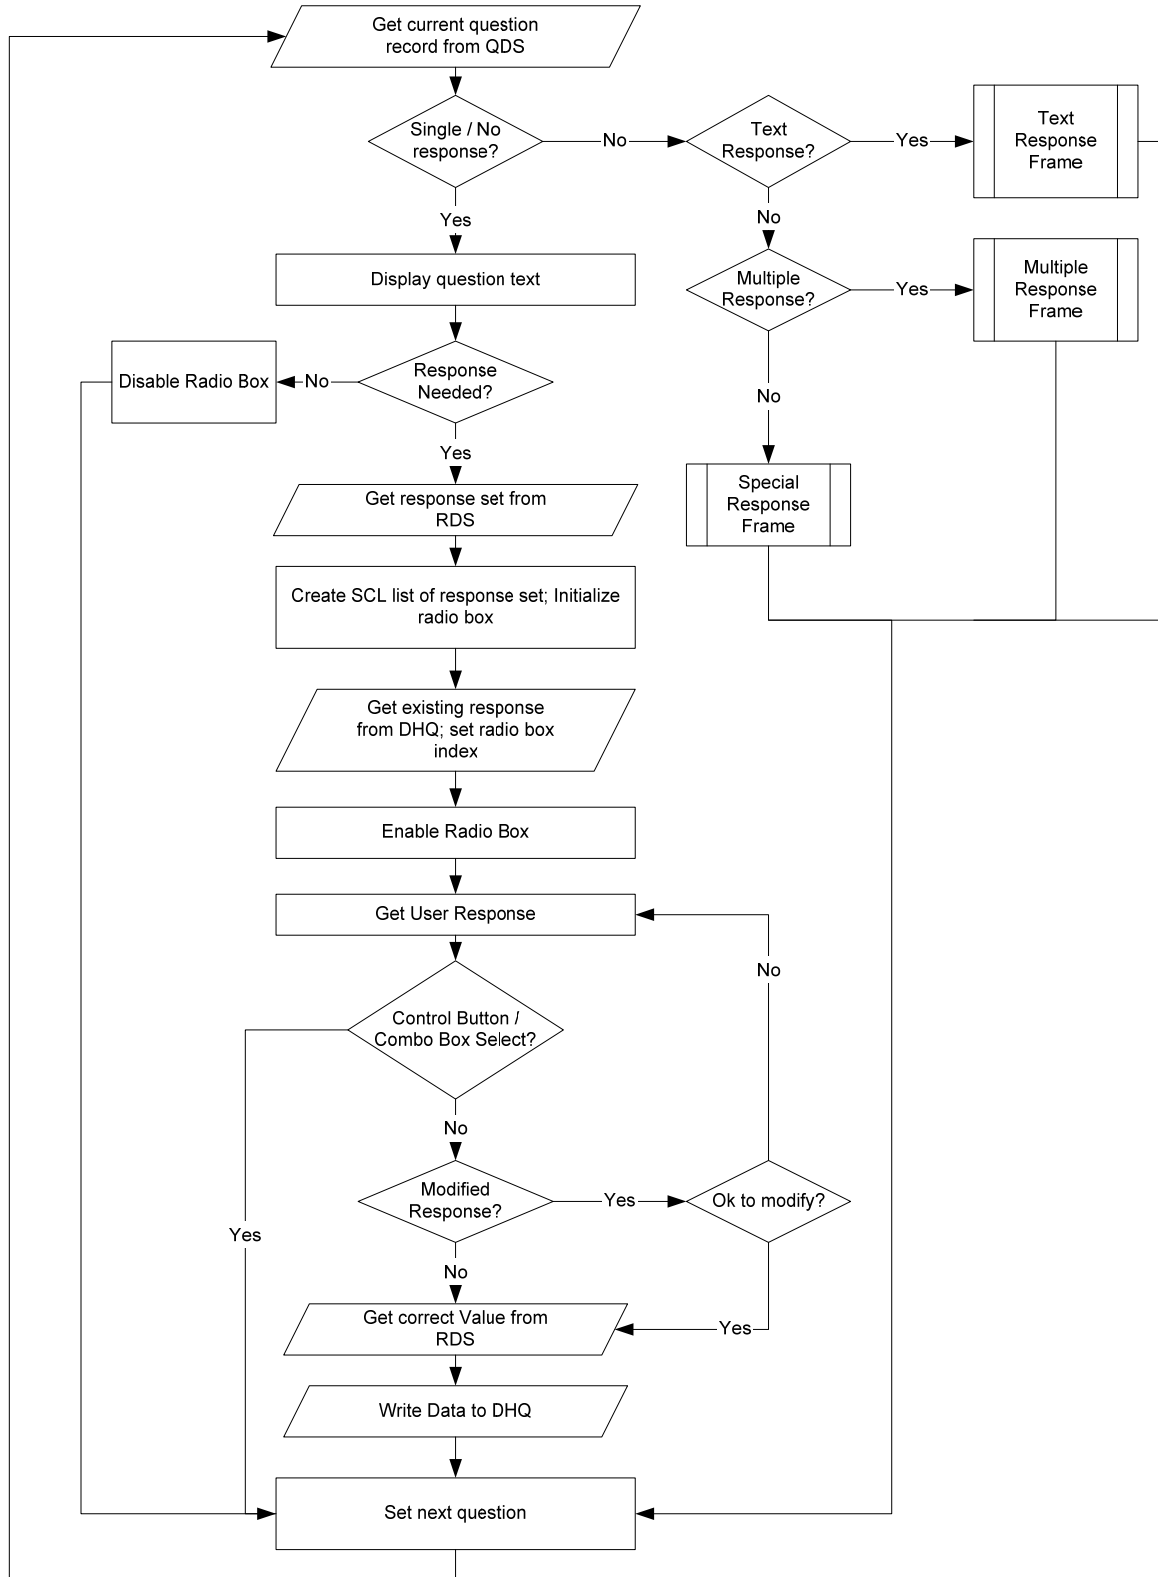 Get current question
record from QDS
Single / No
response?
No
Text
Response?
Yes
Text
Response
Frame
Yes
No
Display question text
Multiple
Response?
Yes
Multiple
Response
Frame
Disable Radio Box
No
Response
Needed?
No
Yes
Get response set from
RDS
Special
Response
Frame
Create SCL list of response set; Initialize
radio box
Get existing response
from DHQ; set radio box
index
Enable Radio Box
Get User Response
No
Control Button /
Combo Box Select?
No
Modified
Response?
Yes
Ok to modify?
Yes
No
Get correct Value from
RDS
Yes
Write Data to DHQ
Set next question